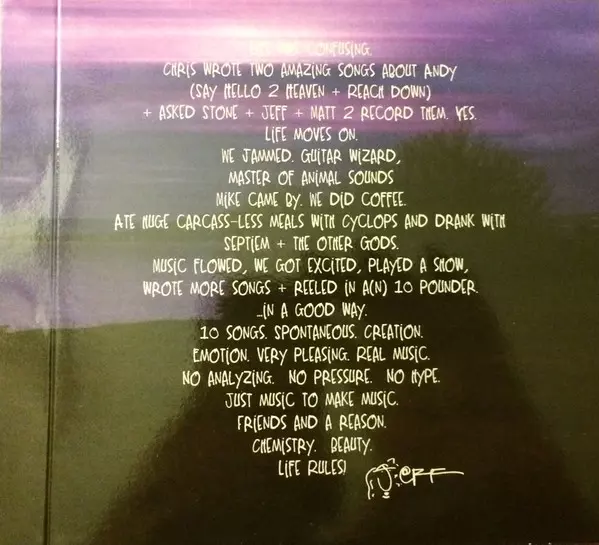 CONFUSING.
CHRIS WROTE TWO AMAZING SONGS ABOUT ANDY
(SAY HELLO 2 HEAVEN + REACH DOWN)
+ ASKED STONE + JEFF + MATT 2 RECORD THEM. YES.
LIFE MOVES ON.
WE JAMMED. GUITAR WIZARD,
MASTER OF ANIMAL SOUNDS
MIKE CAME BY. WE DID COFFEE.
ATE HUGE CARCASS-LESS MEALS WITH CYCLOPS AND DRANK WITH
SEPTIEM + THE OTHER GODS.
MUSIC FLOWED, WE GOT EXCITED, PLAYED A SHOW,
WROTE MORE SONGS + REELED IN A(N) 10 POUNDER.
...IN A GOOD WAY.
10 SONGS. SPONTANEOUS. CREATION.
EMOTION. VERY PLEASING. REAL MUSIC.
NO ANALYZING. NO PRESSURE. NO HYPE.
JUST MUSIC TO MAKE MUSIC.
FRIENDS AND A REASON.
CHEMISTRY. BEAUTY.
LIFE RULES!
Jeff